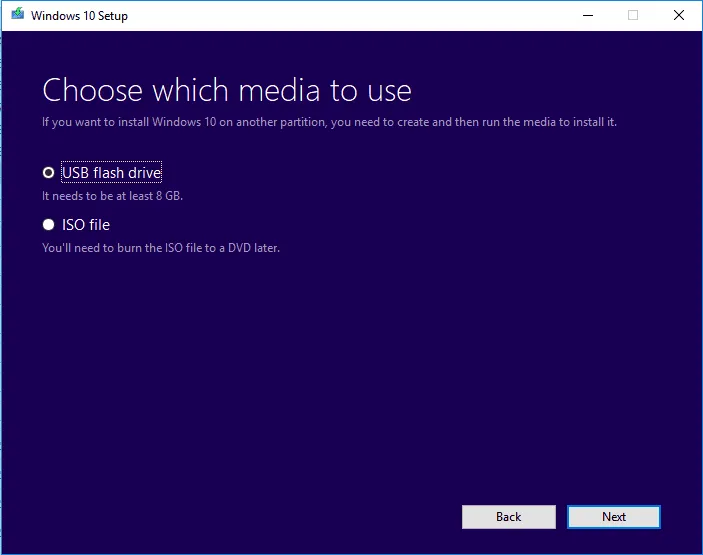 Windows 10 Setup
Choose which media to use
If you want to install Windows 10 on another partition, you need to create and then run the media to install it.
USB flash drive
It needs to be at least 8 GB.
ISO file
You'll need to burn the ISO file to a DVD later.
Back Next